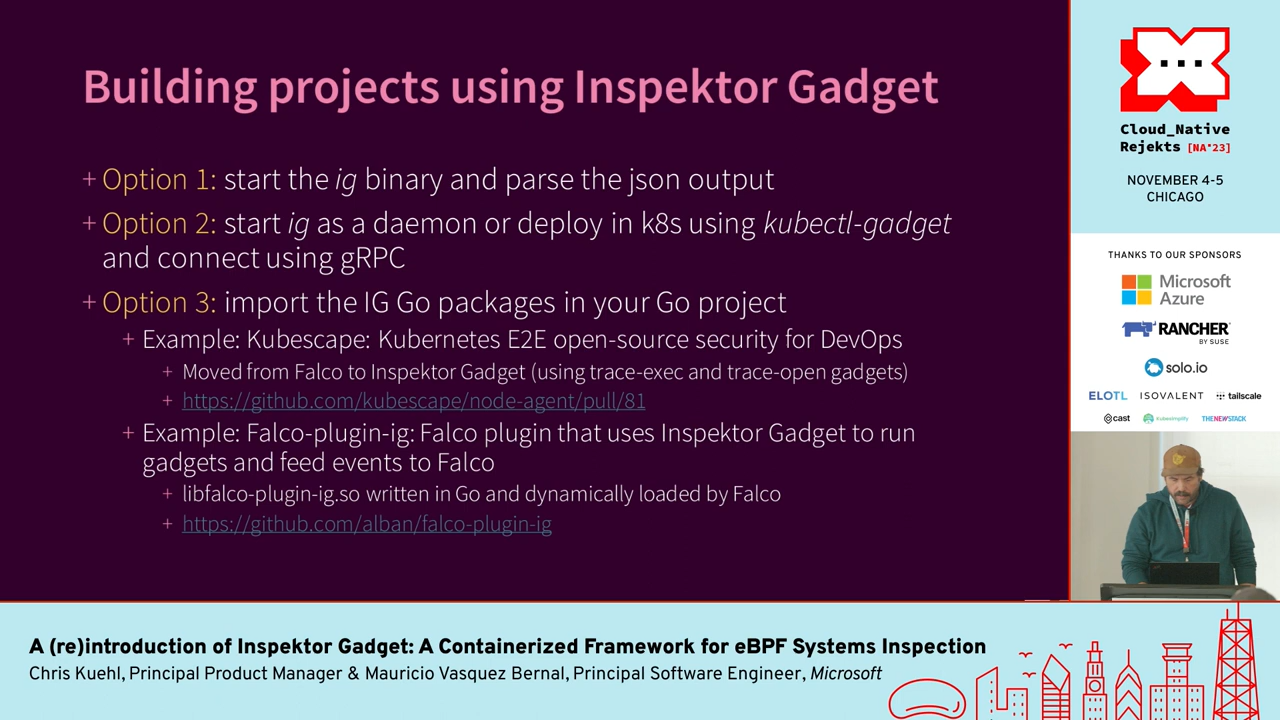 Building projects using Inspektor Gadget
+ Option 1: start the ig binary and parse the json output
+ Option 2: start ig as a daemon or deploy in k8s using kubectl-gadget
and connect using gRPC
+ Option 3: import the IG Go packages in your Go project
+ Example: Kubescape: Kubernetes E2E open-source security for DevOps
+ Moved from Falco to Inspektor Gadget (using trace-exec and trace-open gadgets)
+ https://github.com/kubescape/node-agent/pull/81
+ Example: Falco-plugin-ig: Falco plugin that uses Inspektor Gadget to run
gadgets and feed events to Falco
+ libfalco-plugin-ig.so written in Go and dynamically loaded by Falco
+ https://github.com/alban/falco-plugin-ig
Cloud_Native
Rejekts [NA'23]
NOVEMBER 4-5
CHICAGO
THANKS TO OUR SPONSORS
Microsoft
Azure
RANCHER
BY SUSE
solo.io
ELOTL ISOVALENT tailscale
cast kubesimplify THENEWSTACK
A (re)introduction of Inspektor Gadget: A Containerized Framework for eBPF Systems Inspection
Chris Kuehl, Principal Product Manager & Mauricio Vasquez Bernal, Principal Software Engineer, Microsoft